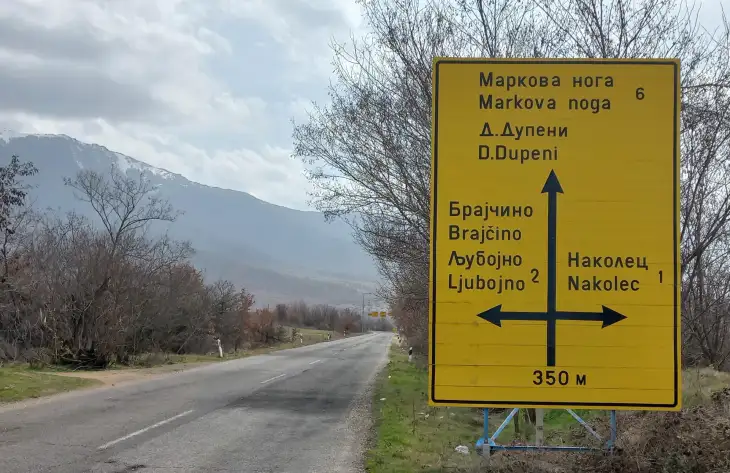 Маркова нога 6
Markova noga
Д.Дупени
D.Dupeni
Брајчино
Brajčino
Љубојно 2
Ljubojno
Наколец 1
Nakolec
350 м